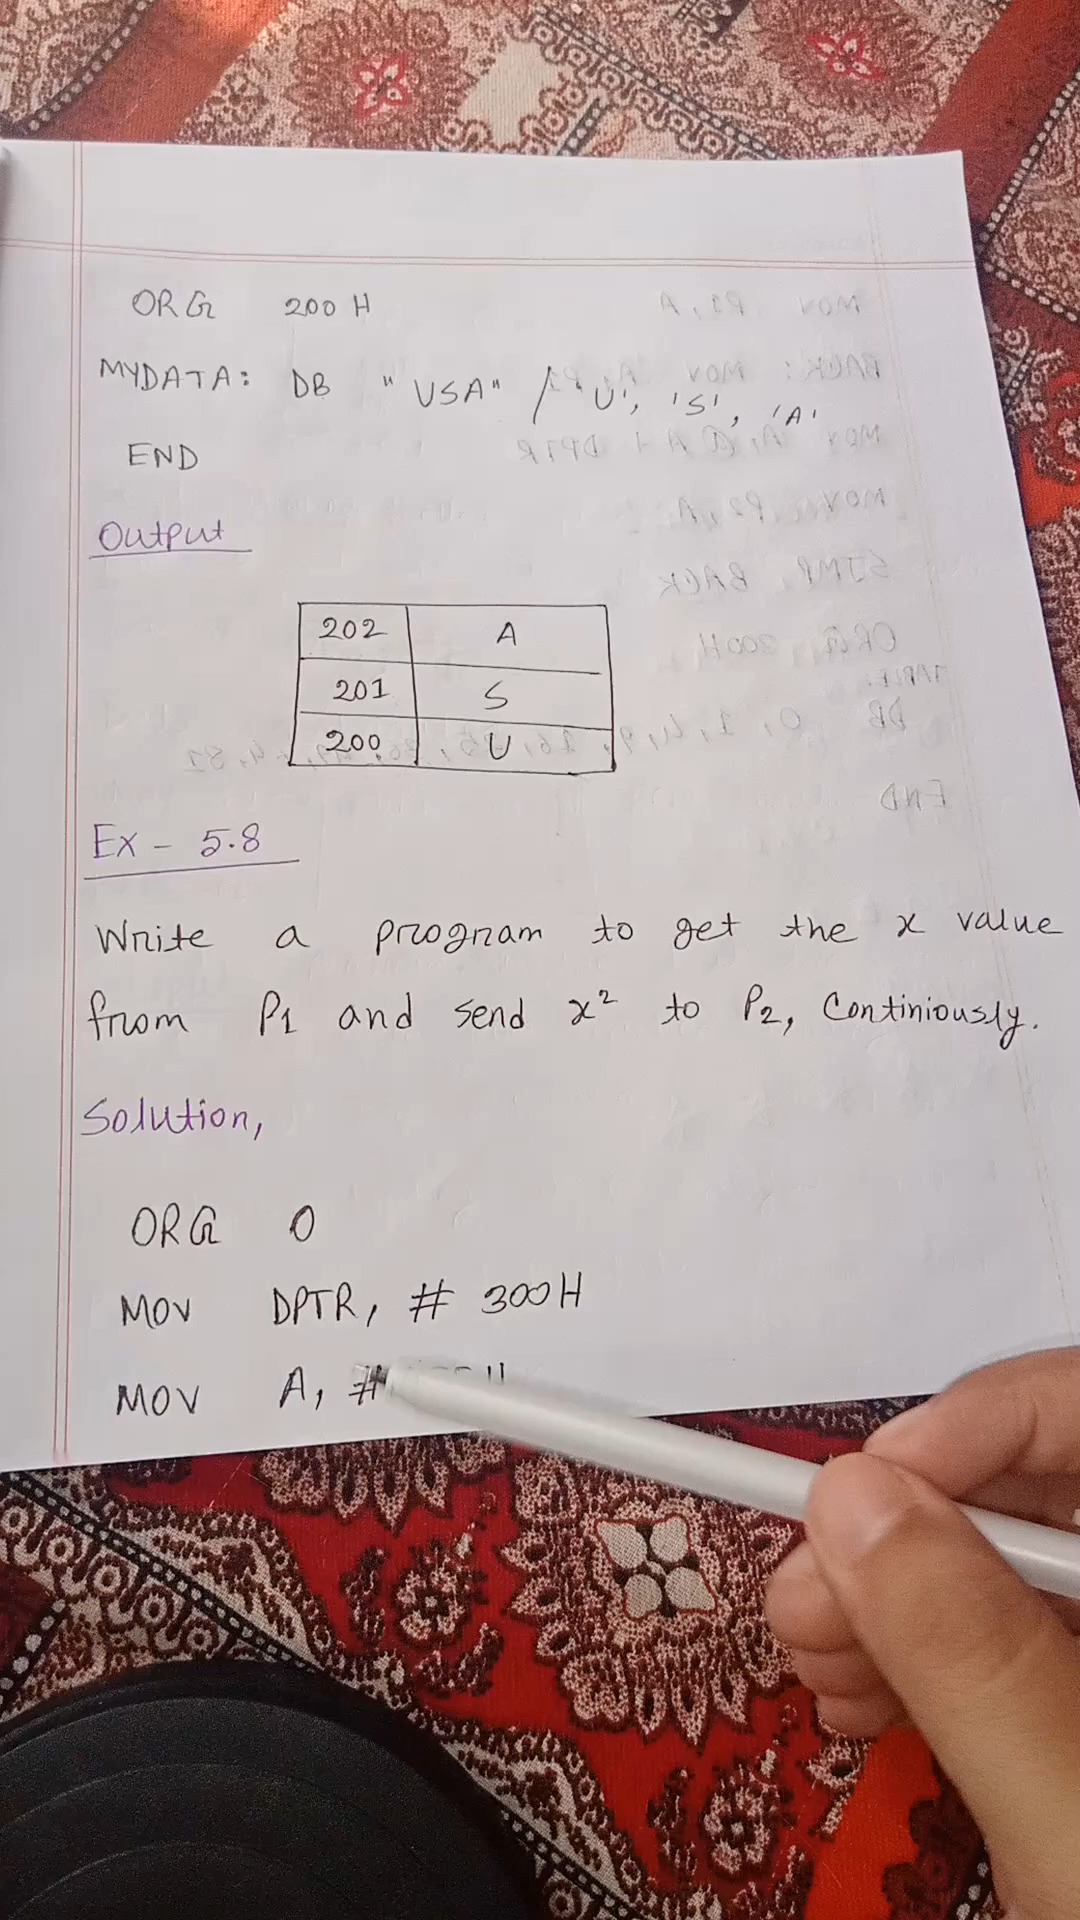 ORG 200 H
MYDATA: DB "USA" / 'U', 'S', 'A'
END
Output
202 A
201 S
200 U
Ex - 5.8
Write a program to get the x value
from P1 and send x² to P2, Continiously.
Solution,
ORG 0
MOV DPTR, # 300H
MOV A, #